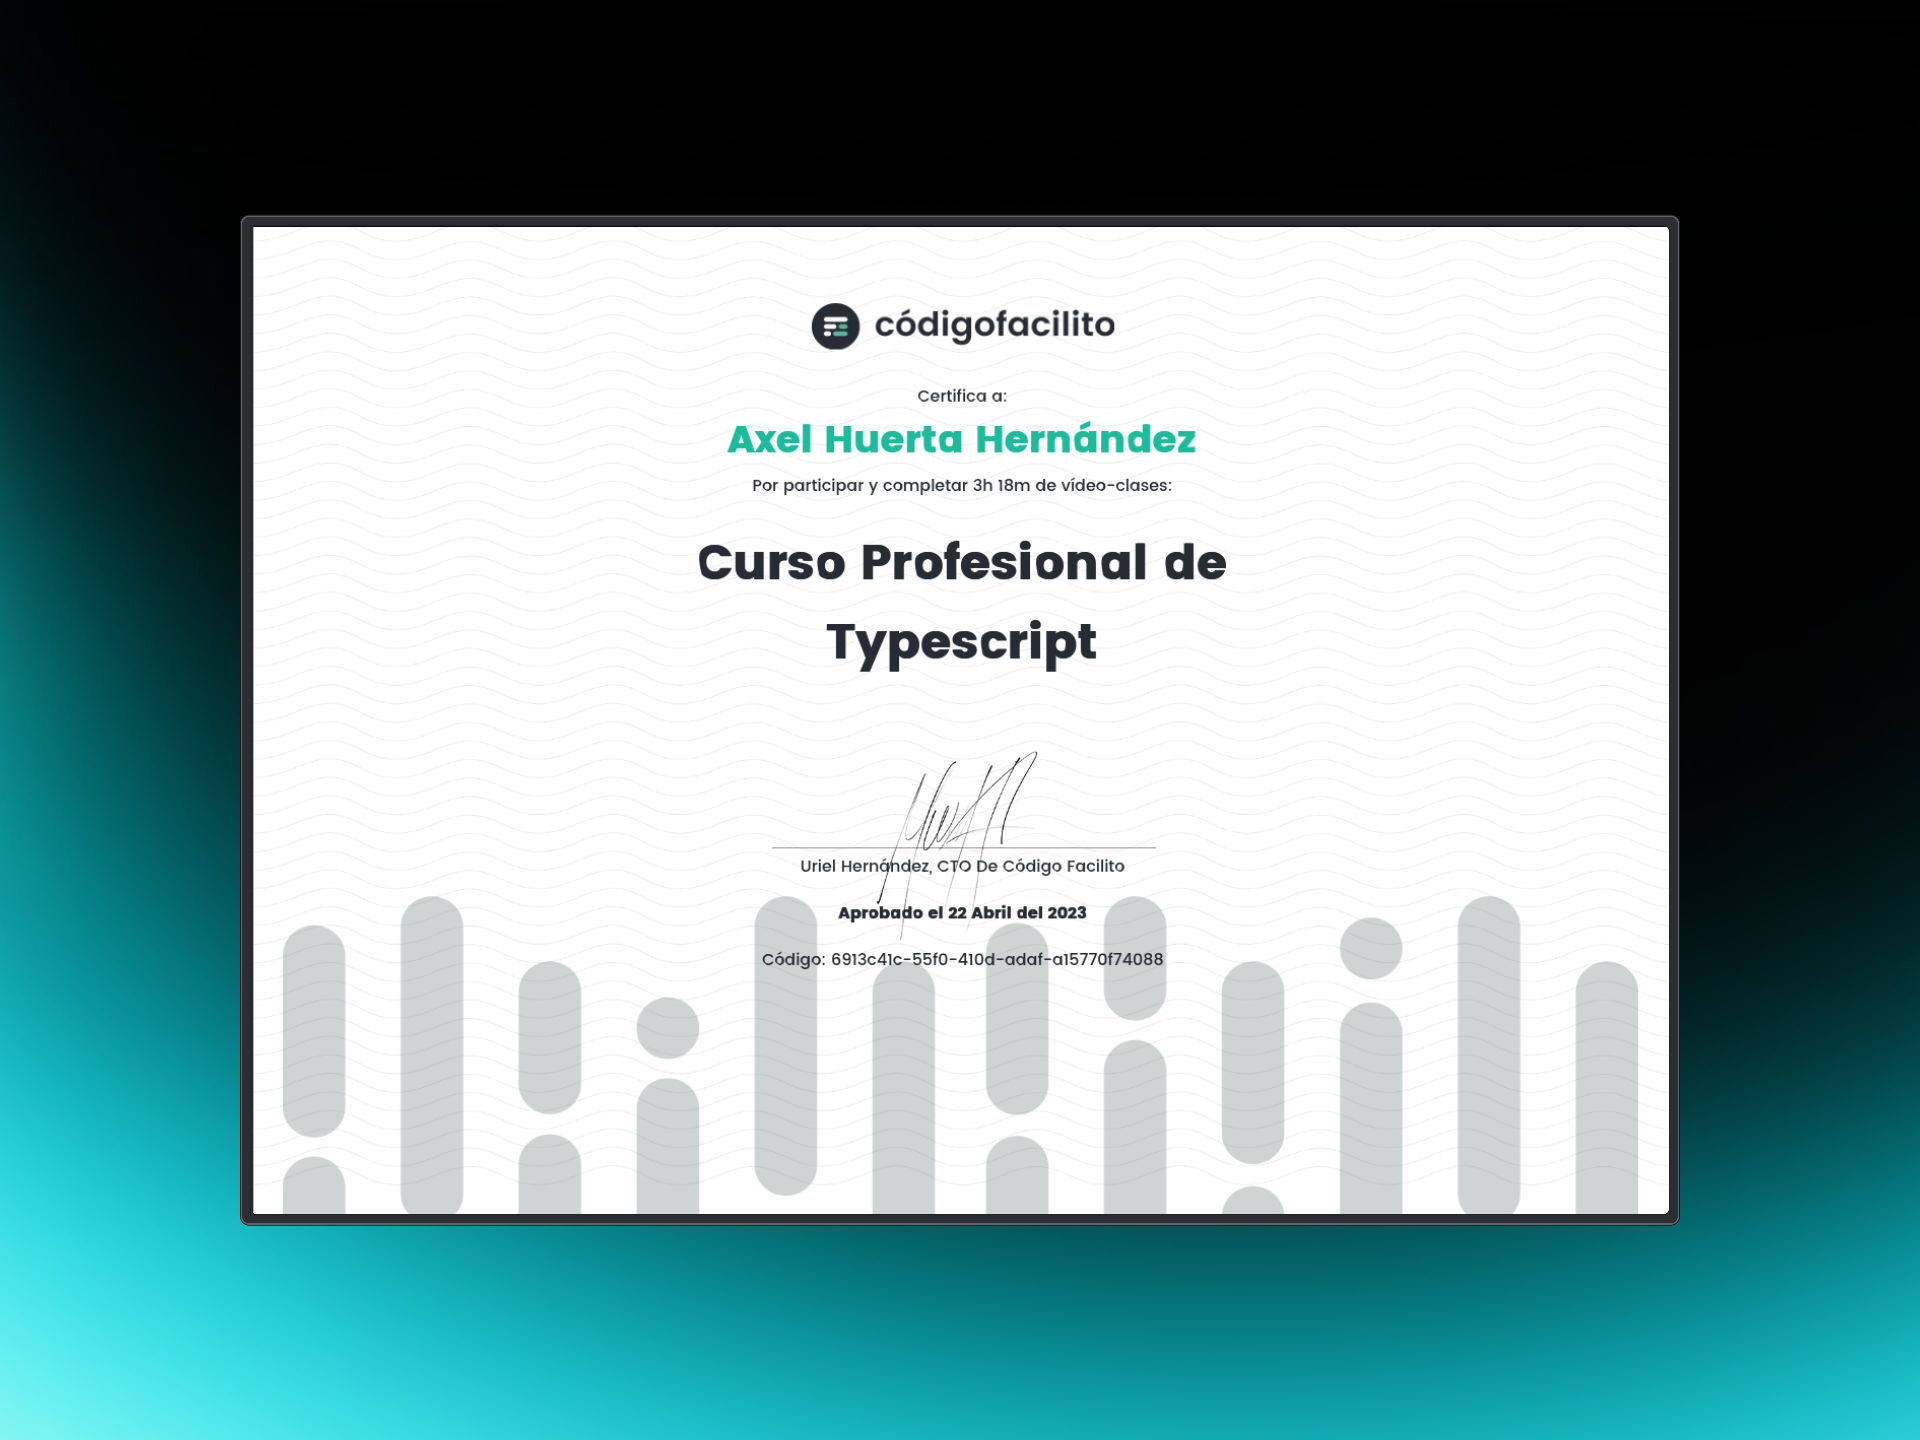 códigofacilito
Certifica a:
Axel Huerta Hernández
Por participar y completar 3h 18m de vídeo-clases:
Curso Profesional de
Typescript
Uriel Hernández, CTO De Código Facilito
Aprobado el 22 Abril del 2023
Código: 6913c41c-55f0-410d-adaf-a15770f74088